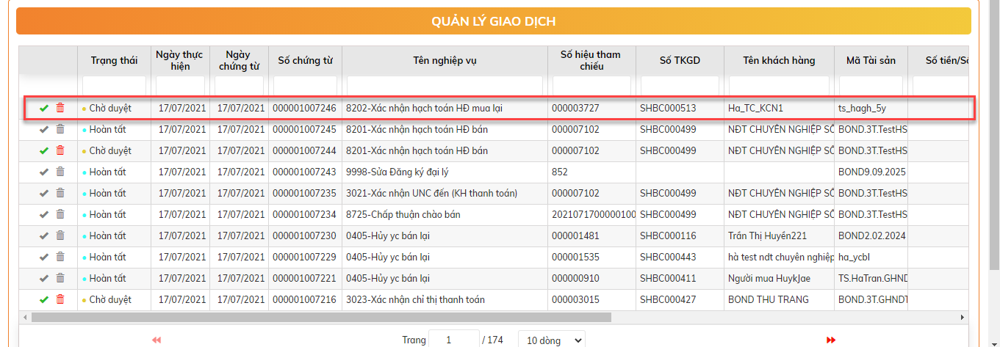 QUẢN LÝ GIAO DỊCH
Trạng thái Ngày thực hiện Ngày chứng từ Số chứng từ Tên nghiệp vụ Số hiệu tham chiếu Số TKGD Tên khách hàng Mã Tài sản Số tiền/Số
Chờ duyệt 17/07/2021 17/07/2021 000001007246 8202-Xác nhận hạch toán HĐ mua lại 000003727 SHBC000513 Ha_TC_KCN1 ts_hagh_5y
Hoàn tất 17/07/2021 17/07/2021 000001007245 8201-Xác nhận hạch toán HĐ bán 000007102 SHBC000499 NĐT CHUYÊN NGHIỆP SỐ BOND.3T.TestHS
Chờ duyệt 17/07/2021 17/07/2021 000001007244 8201-Xác nhận hạch toán HĐ bán 000007102 SHBC000499 NĐT CHUYÊN NGHIỆP SỐ BOND.3T.TestHS
Hoàn tất 17/07/2021 17/07/2021 000001007243 9998-Sửa Đăng ký đại lý 852 BOND9.09.2025
Hoàn tất 17/07/2021 17/07/2021 000001007235 3021-Xác nhận UNC đến (KH thanh toán) 000007102 SHBC000499 NĐT CHUYÊN NGHIỆP SỐ BOND.3T.TestHS
Hoàn tất 17/07/2021 17/07/2021 000001007234 8725-Chấp thuận chào bán 2021071700000100 SHBC000499 NĐT CHUYÊN NGHIỆP SỐ BOND.3T.TestHS
Hoàn tất 17/07/2021 17/07/2021 000001007230 0405-Hủy yc bán lại 000001481 SHBC000116 Trần Thị Huyền221 BOND2.02.2024
Hoàn tất 17/07/2021 17/07/2021 000001007229 0405-Hủy yc bán lại 000001535 SHBC000443 hà test ndt chuyên nghiệp ha_ycbl
Hoàn tất 17/07/2021 17/07/2021 000001007221 0405-Hủy yc bán lại 000000910 SHBC000411 Người mua HuykJae TS.HaTran.GHND
Chờ duyệt 17/07/2021 17/07/2021 000001007216 3023-Xác nhận chỉ thị thanh toán 000003015 SHBC000427 BOND THU TRANG BOND.3T.GHNDT
Trang 1 / 174 10 dòng